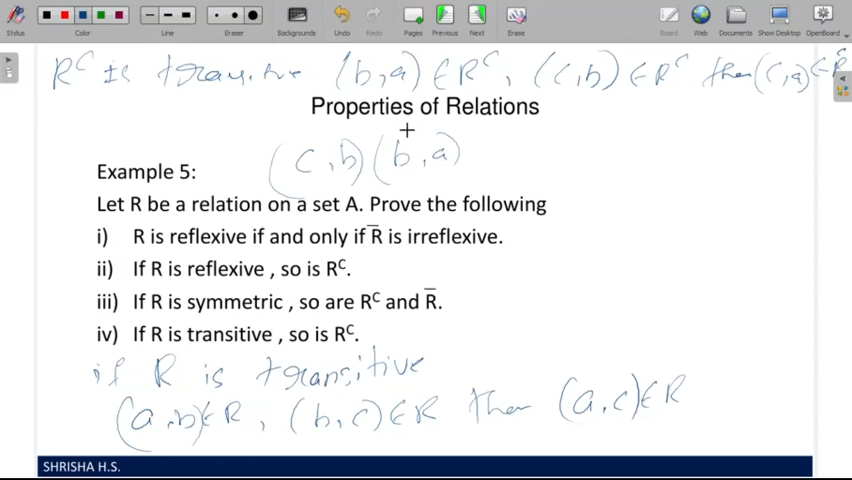 Stylus
Color
Line
Eraser
Backgrounds
Undo
Redo
Pages
Previous
Next
Erase
Board
Web
Documents
Show Desktop
OpenBoard
R^C is transitive (b,a) ∈ R^C, (c,b) ∈ R^C then (c,a) ∈ R^C
Properties of Relations
(c,b) (b,a)
Example 5:
Let R be a relation on a set A. Prove the following
i) R is reflexive if and only if R̅ is irreflexive.
ii) If R is reflexive , so is R^C.
iii) If R is symmetric , so are R^C and R̅.
iv) If R is transitive , so is R^C.
if R is transitive
(a,b) ∈ R, (b,c) ∈ R then (a,c) ∈ R
SHRISHA H.S.